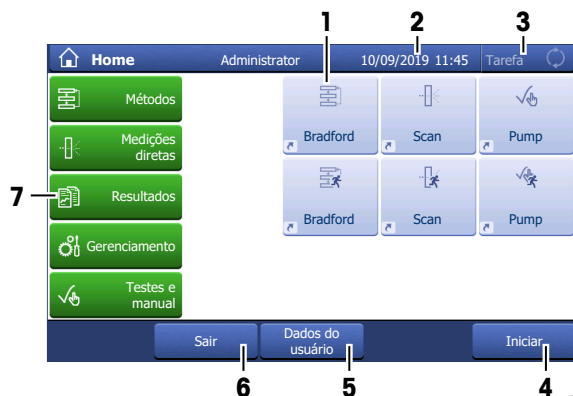 1 2 3
Home Administrator 10/09/2019 11:45 Tarefa
Métodos
Medições
diretas
Resultados
Gerenciamento
Testes e
manual
Bradford Scan Pump
Bradford Scan Pump
7
Sair Dados do
usuário Iniciar
6 5 4